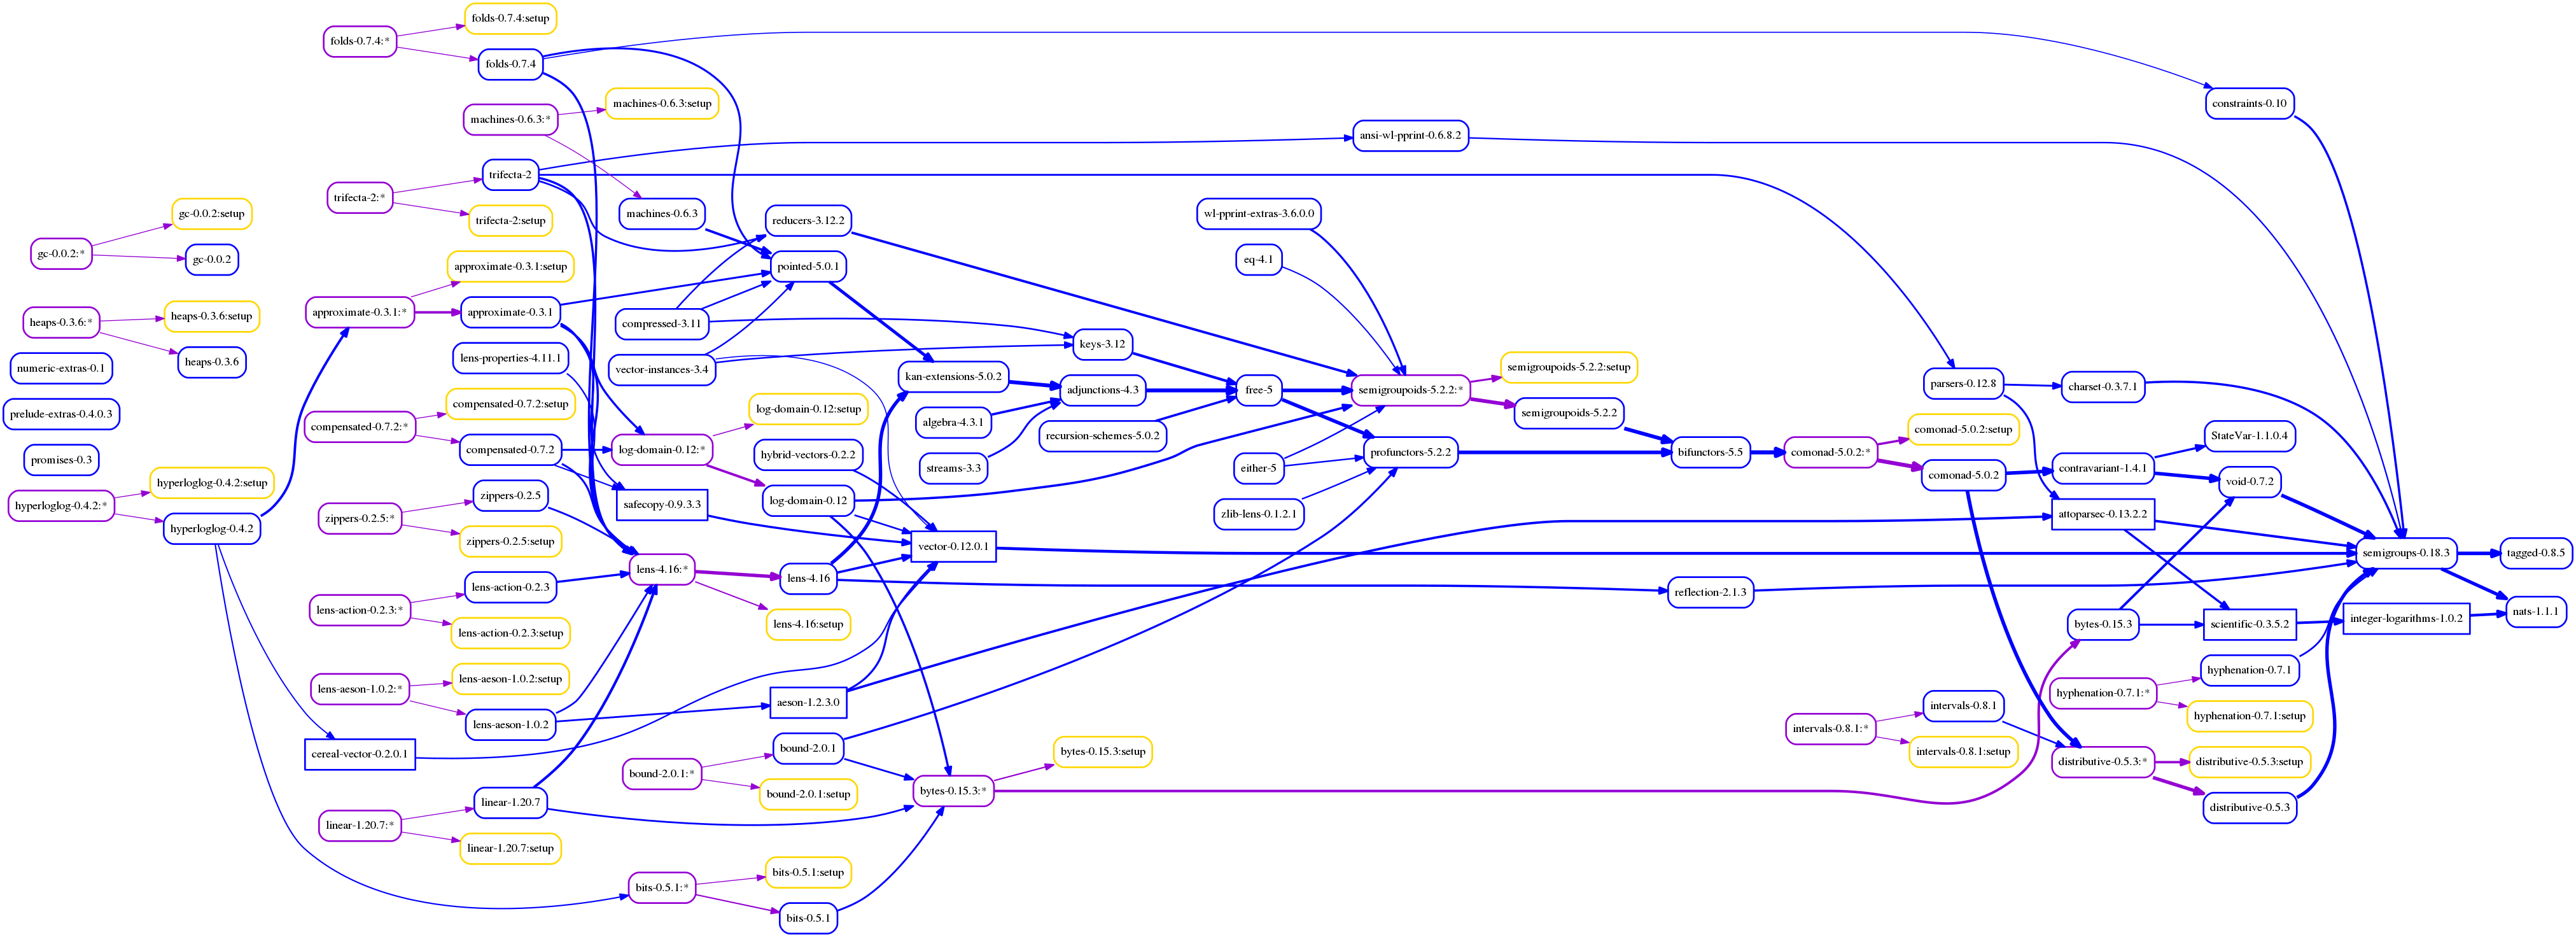 folds-0.7.4:setup
folds-0.7.4:*
folds-0.7.4
constraints-0.10
machines-0.6.3:setup
machines-0.6.3:*
ansi-wl-pprint-0.6.8.2
trifecta-2
trifecta-2:*
trifecta-2:setup
machines-0.6.3
reducers-3.12.2
wl-pprint-extras-3.6.0.0
gc-0.0.2:setup
gc-0.0.2:*
gc-0.0.2
eq-4.1
approximate-0.3.1:setup
pointed-5.0.1
approximate-0.3.1:*
approximate-0.3.1
heaps-0.3.6:setup
heaps-0.3.6:*
heaps-0.3.6
compressed-3.11
keys-3.12
lens-properties-4.11.1
vector-instances-3.4
numeric-extras-0.1
kan-extensions-5.0.2
adjunctions-4.3
free-5
semigroupoids-5.2.2:*
semigroupoids-5.2.2:setup
semigroupoids-5.2.2
parsers-0.12.8
charset-0.3.7.1
prelude-extras-0.4.0.3
compensated-0.7.2:setup
compensated-0.7.2:*
compensated-0.7.2
log-domain-0.12:setup
log-domain-0.12:*
algebra-4.3.1
recursion-schemes-5.0.2
comonad-5.0.2:setup
StateVar-1.1.0.4
promises-0.3
hybrid-vectors-0.2.2
streams-3.3
either-5
profunctors-5.2.2
bifunctors-5.5
comonad-5.0.2:*
comonad-5.0.2
contravariant-1.4.1
void-0.7.2
hyperloglog-0.4.2:setup
hyperloglog-0.4.2:*
hyperloglog-0.4.2
zippers-0.2.5
zippers-0.2.5:*
zippers-0.2.5:setup
safecopy-0.9.3.3
log-domain-0.12
zlib-lens-0.1.2.1
attoparsec-0.13.2.2
vector-0.12.0.1
semigroups-0.18.3
tagged-0.8.5
lens-4.16:*
lens-4.16
lens-4.16:setup
reflection-2.1.3
lens-action-0.2.3
lens-action-0.2.3:*
lens-action-0.2.3:setup
bytes-0.15.3
scientific-0.3.5.2
integer-logarithms-1.0.2
nats-1.1.1
lens-aeson-1.0.2:setup
lens-aeson-1.0.2:*
lens-aeson-1.0.2
aeson-1.2.3.0
hyphenation-0.7.1
hyphenation-0.7.1:*
hyphenation-0.7.1:setup
intervals-0.8.1
intervals-0.8.1:*
intervals-0.8.1:setup
cereal-vector-0.2.0.1
bound-2.0.1
bound-2.0.1:*
bound-2.0.1:setup
bytes-0.15.3:setup
bytes-0.15.3:*
distributive-0.5.3:*
distributive-0.5.3:setup
distributive-0.5.3
linear-1.20.7
linear-1.20.7:*
linear-1.20.7:setup
bits-0.5.1:setup
bits-0.5.1:*
bits-0.5.1